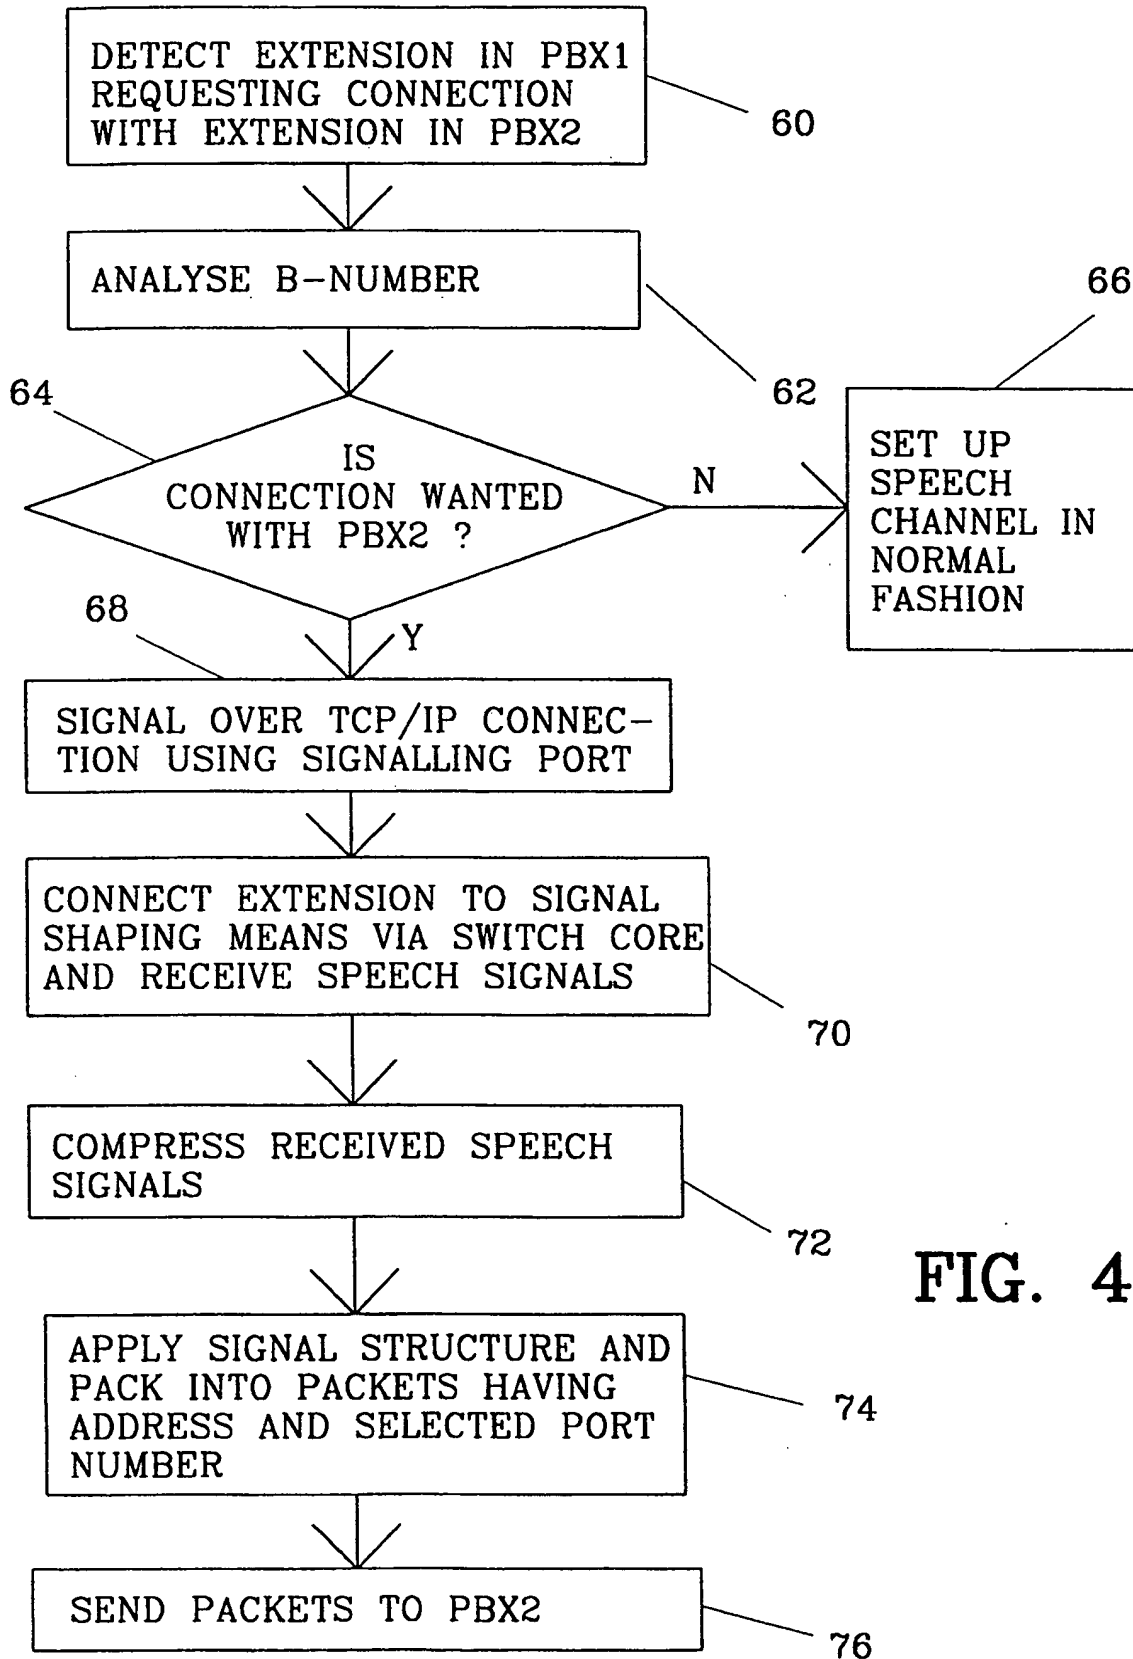 DETECT EXTENSION IN PBX1
REQUESTING CONNECTION
WITH EXTENSION IN PBX2
60
ANALYSE B-NUMBER
62
64
IS
CONNECTION WANTED
WITH PBX2 ?
N
66
SET UP
SPEECH
CHANNEL IN
NORMAL
FASHION
68
Y
SIGNAL OVER TCP/IP CONNEC-
TION USING SIGNALLING PORT
CONNECT EXTENSION TO SIGNAL
SHAPING MEANS VIA SWITCH CORE
AND RECEIVE SPEECH SIGNALS
70
COMPRESS RECEIVED SPEECH
SIGNALS
72
FIG. 4
APPLY SIGNAL STRUCTURE AND
PACK INTO PACKETS HAVING
ADDRESS AND SELECTED PORT
NUMBER
74
SEND PACKETS TO PBX2
76